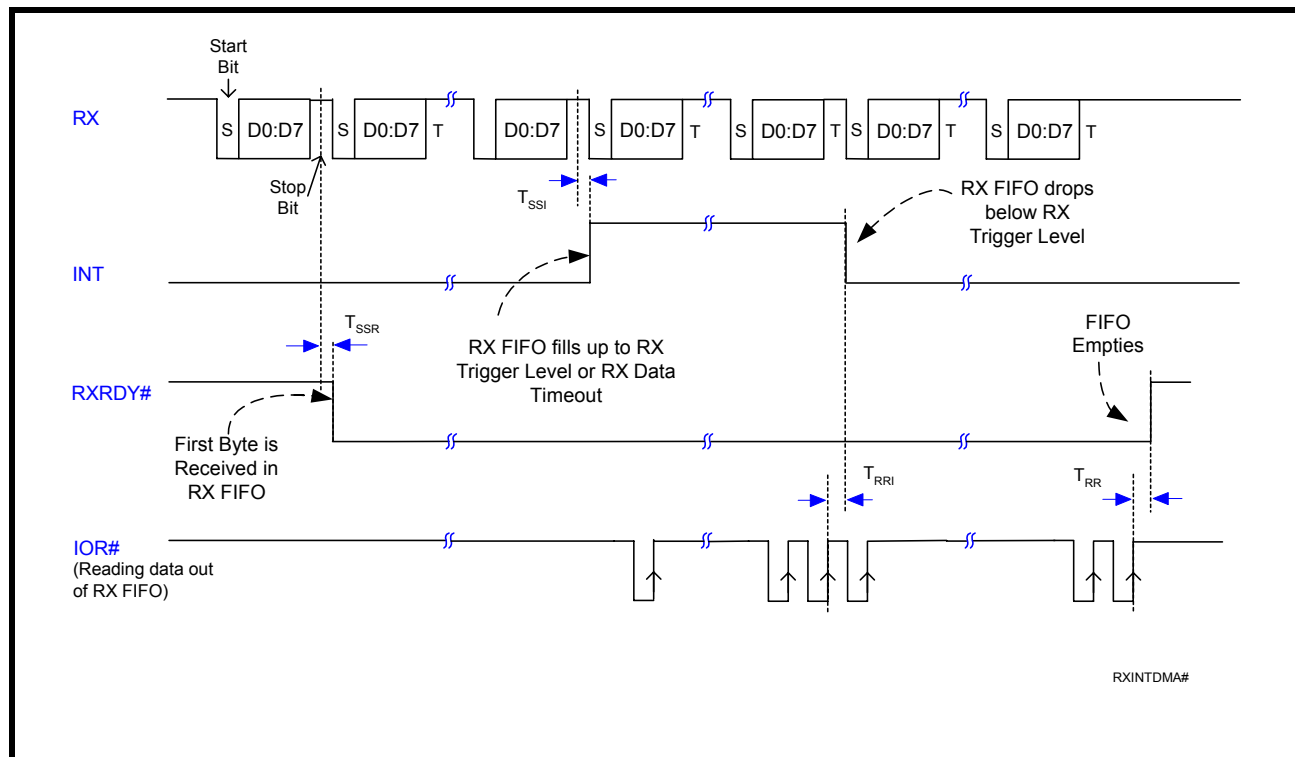 Start
Bit
RX
S D0:D7 S D0:D7 T D0:D7 S D0:D7 T S D0:D7 T S D0:D7 T S D0:D7 T
Stop
Bit
TSSI
RX FIFO drops
below RX
Trigger Level
INT
TSSR
RX FIFO fills up to RX
Trigger Level or RX Data
Timeout
FIFO
Empties
RXRDY#
First Byte is
Received in
RX FIFO
TRRI
TRR
IOR#
(Reading data out
of RX FIFO)
RXINTDMA#